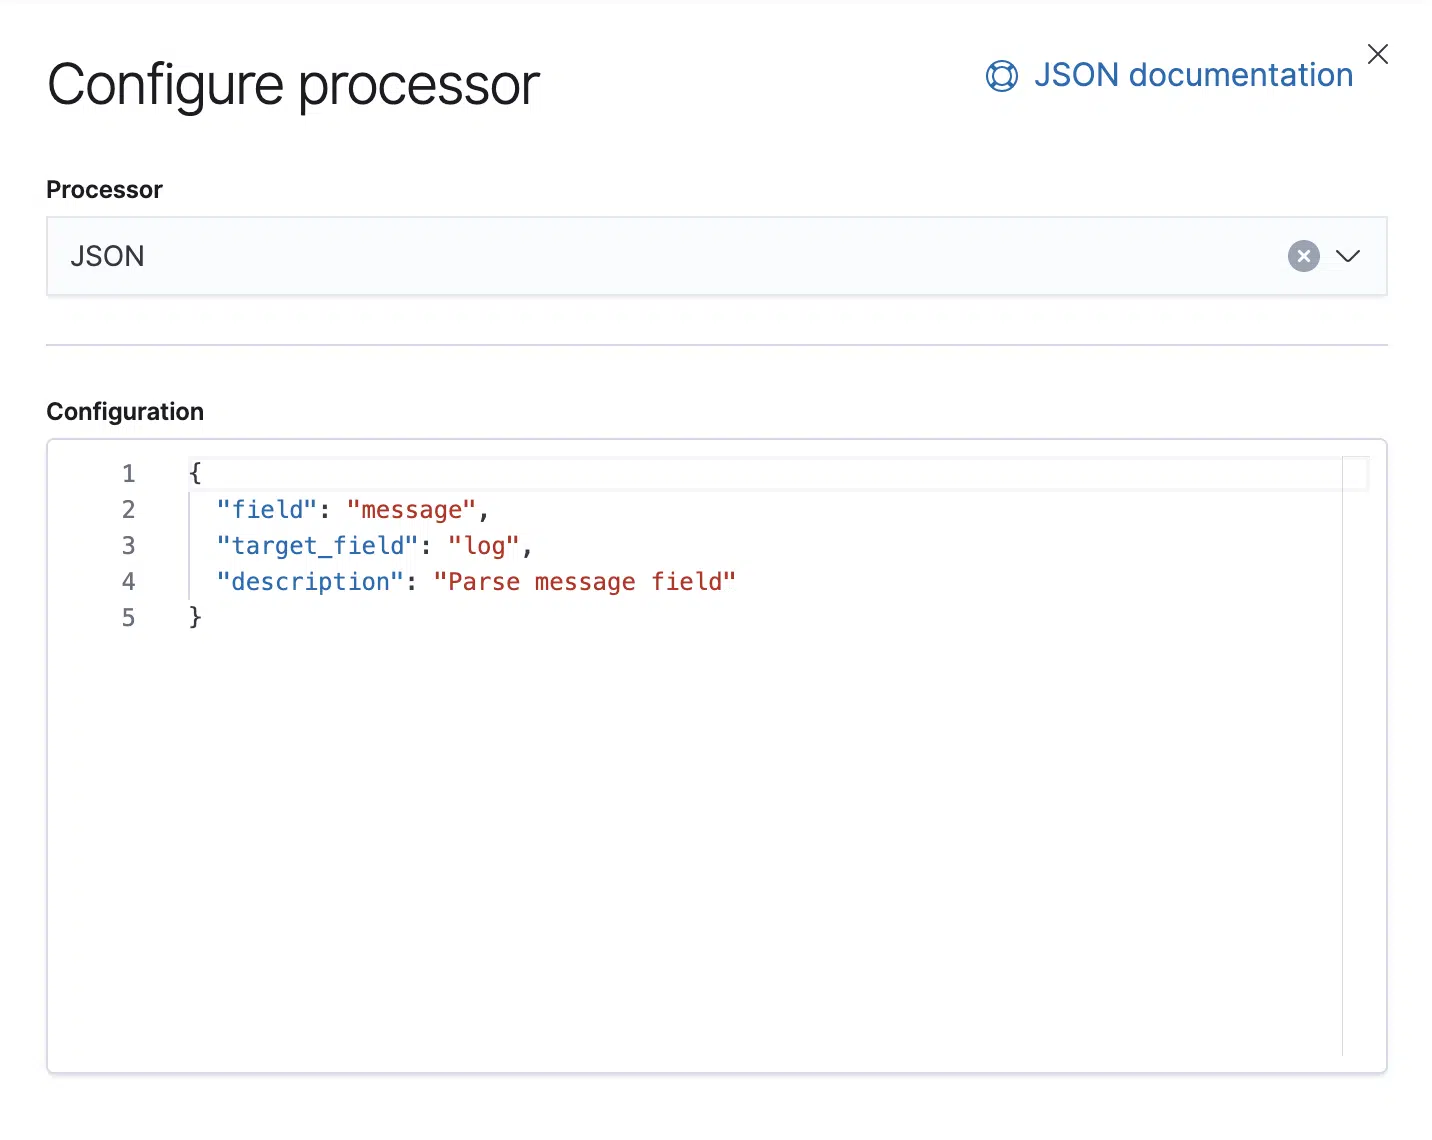 Configure processor
JSON documentation
Processor
JSON
Configuration
1 {
2 "field": "message",
3 "target_field": "log",
4 "description": "Parse message field"
5 }